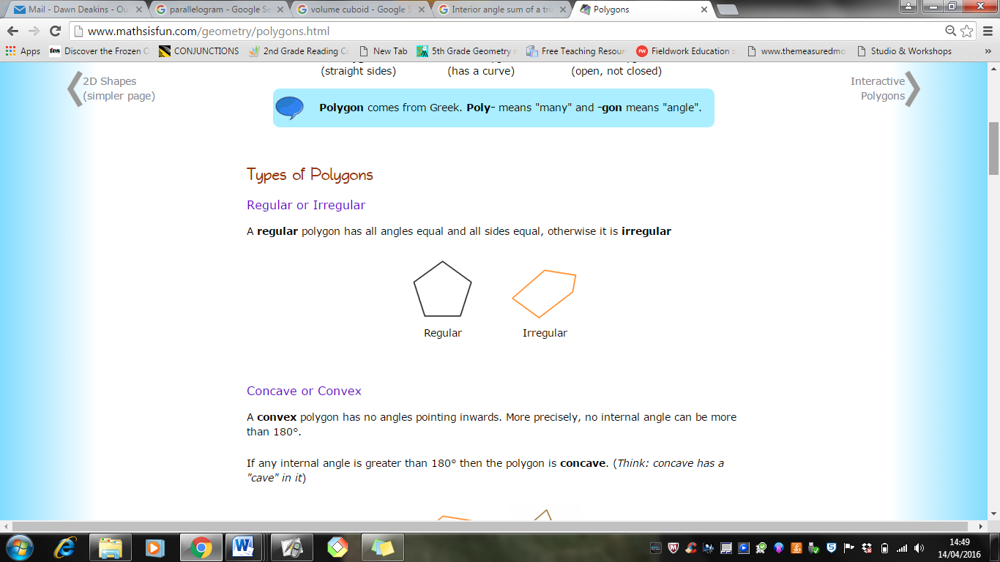 Mail - Dawn Deakins - Ou
parallelogram - Google Se
volume cuboid - Google S
Interior angle sum of a tri
Polygons
www.mathsisfun.com/geometry/polygons.html
Apps
tes
Discover the Frozen
CONJUNCTIONS
2nd Grade Reading C
New Tab
5th Grade Geometry
Free Teaching Resour
FW
Fieldwork Education ::
www.themeasuredmo
Studio & Workshops
»
(straight sides)
(has a curve)
(open, not closed)
2D Shapes
(simpler page)
Interactive
Polygons
Polygon comes from Greek. Poly- means "many" and -gon means "angle".
Types of Polygons
Regular or Irregular
A regular polygon has all angles equal and all sides equal, otherwise it is irregular
Regular
Irregular
Concave or Convex
A convex polygon has no angles pointing inwards. More precisely, no internal angle can be more
than 180°.
If any internal angle is greater than 180° then the polygon is concave. (Think: concave has a
"cave" in it)
14:49
14/04/2016